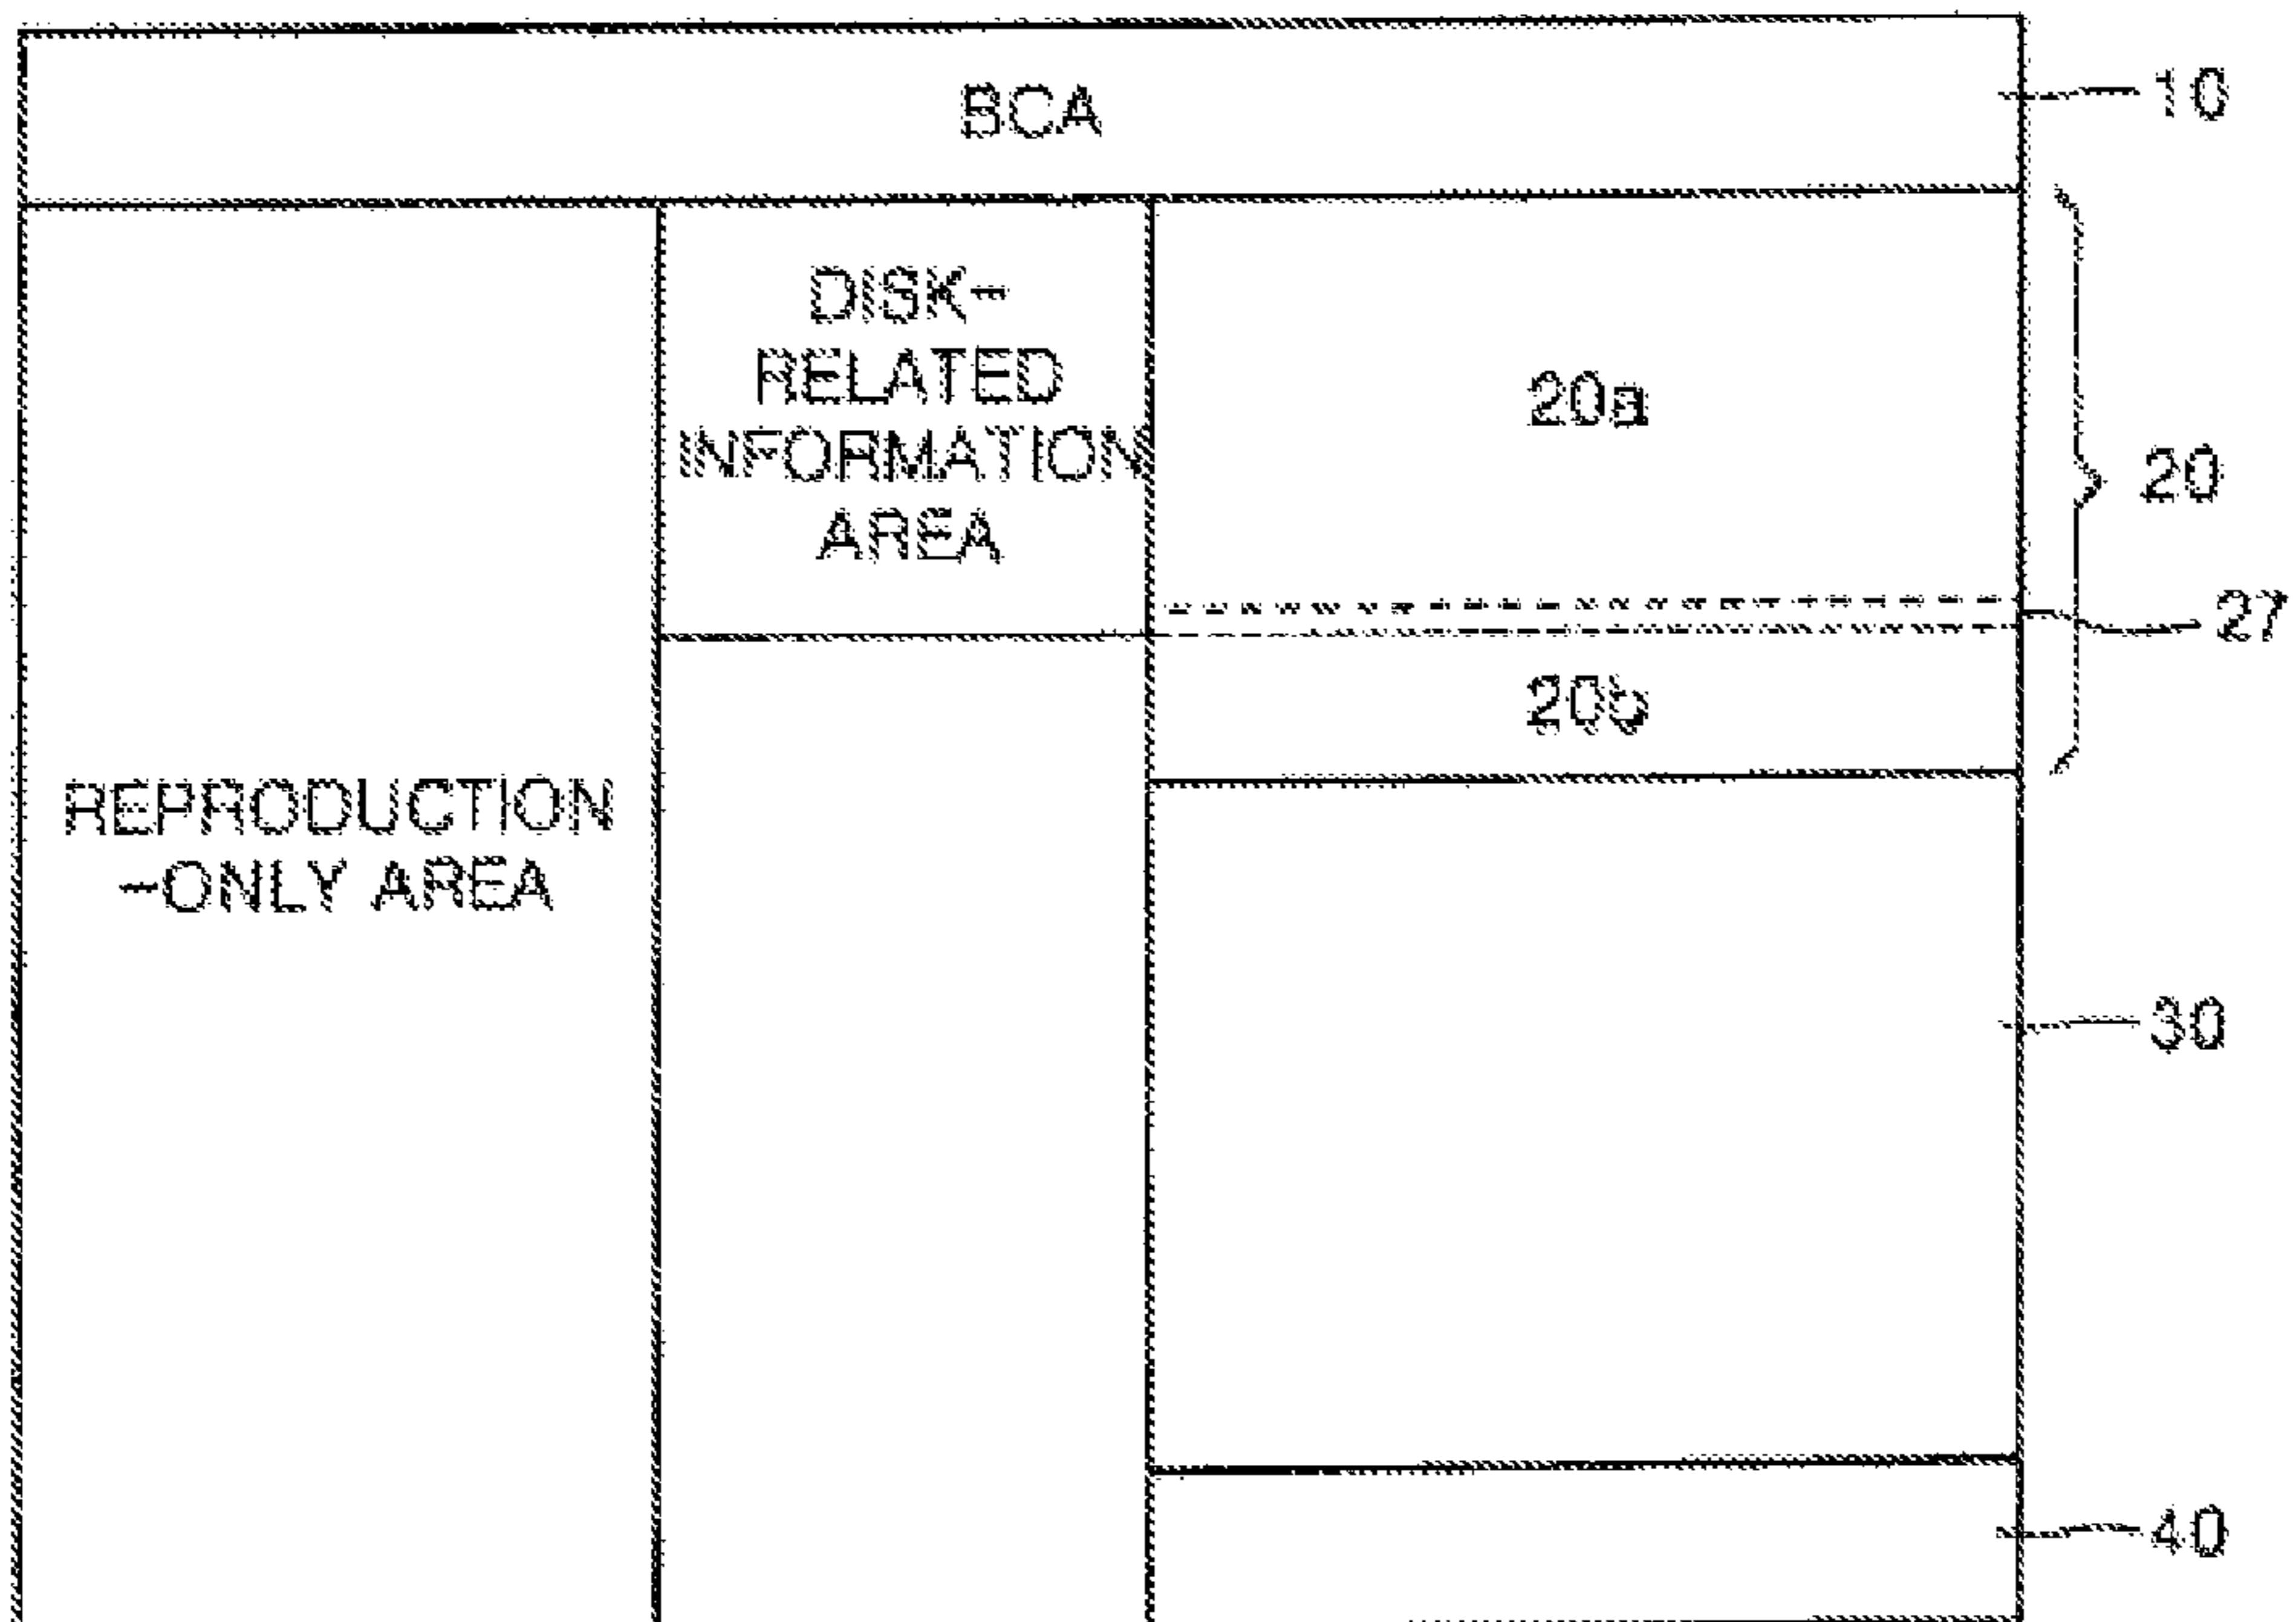 BCA
10
DISK-
RELATED
INFORMATION
AREA
20a
20
27
20b
REPRODUCTION
-ONLY AREA
30
40